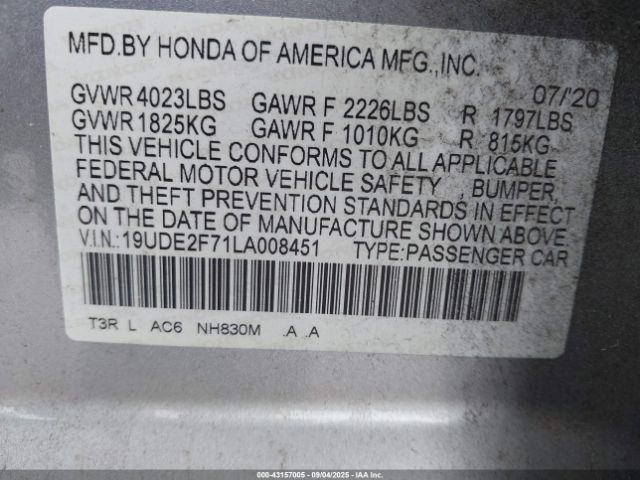 MFD.BY HONDA OF AMERICA MFG.,INC.
07/'20
GVWR 4023LBS GAWR F 2226LBS R 1797LBS
GVWR 1825KG GAWR F 1010KG R 815KG
THIS VEHICLE CONFORMS TO ALL APPLICABLE
FEDERAL MOTOR VEHICLE SAFETY , BUMPER,
AND THEFT PREVENTION STANDARDS IN EFFECT
ON THE DATE OF MANUFACTURE SHOWN ABOVE.
V.I.N.:19UDE2F71LA008451 TYPE:PASSENGER CAR
T3R L AC6 NH830M .A .A
000-43157005 - 09/04/2025 - IAA Inc.